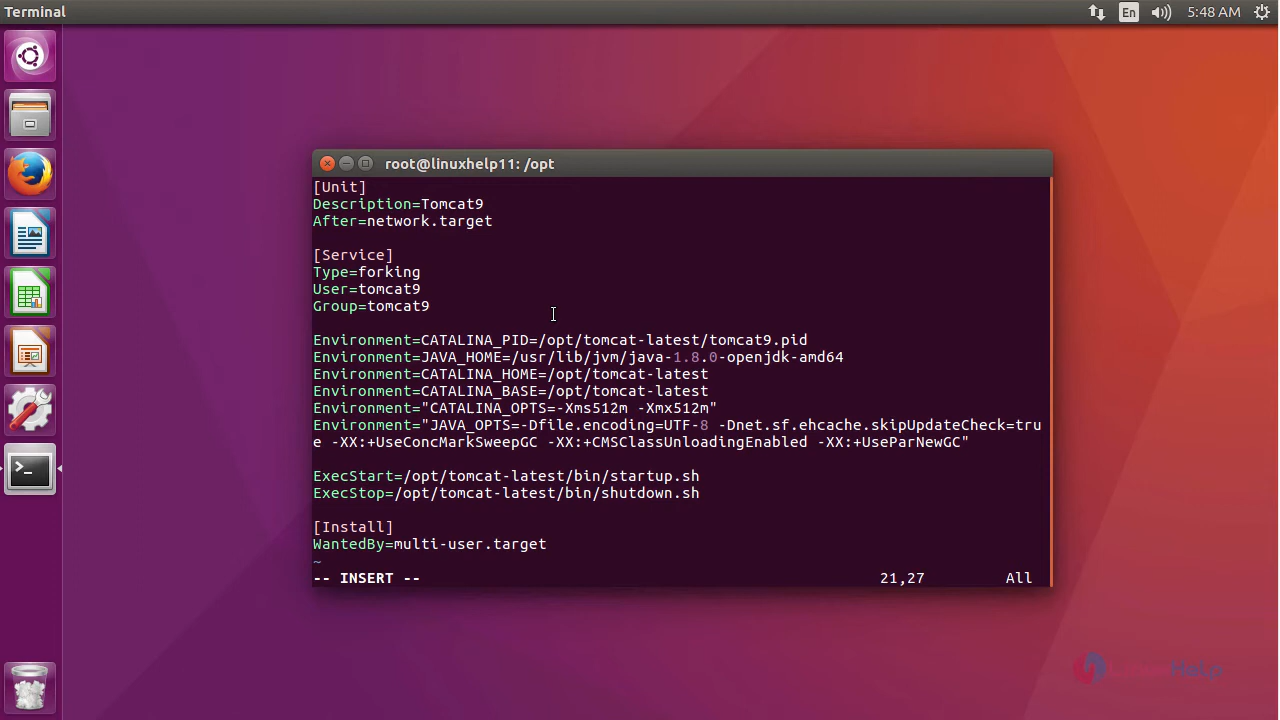 Terminal
En
5:48 AM
root@linuxhelp11: /opt
[Unit]
Description=Tomcat9
After=network.target
[Service]
Type=forking
User=tomcat9
Group=tomcat9
Environment=CATALINA_PID=/opt/tomcat-latest/tomcat9.pid
Environment=JAVA_HOME=/usr/lib/jvm/java-1.8.0-openjdk-amd64
Environment=CATALINA_HOME=/opt/tomcat-latest
Environment=CATALINA_BASE=/opt/tomcat-latest
Environment="CATALINA_OPTS=-Xms512m -Xmx512m"
Environment="JAVA_OPTS=-Dfile.encoding=UTF-8 -Dnet.sf.ehcache.skipUpdateCheck=tru
e -XX:+UseConcMarkSweepGC -XX:+CMSClassUnloadingEnabled -XX:+UseParNewGC"
ExecStart=/opt/tomcat-latest/bin/startup.sh
ExecStop=/opt/tomcat-latest/bin/shutdown.sh
[Install]
WantedBy=multi-user.target
~
-- INSERT -- 21,27 All
LinuxHelp